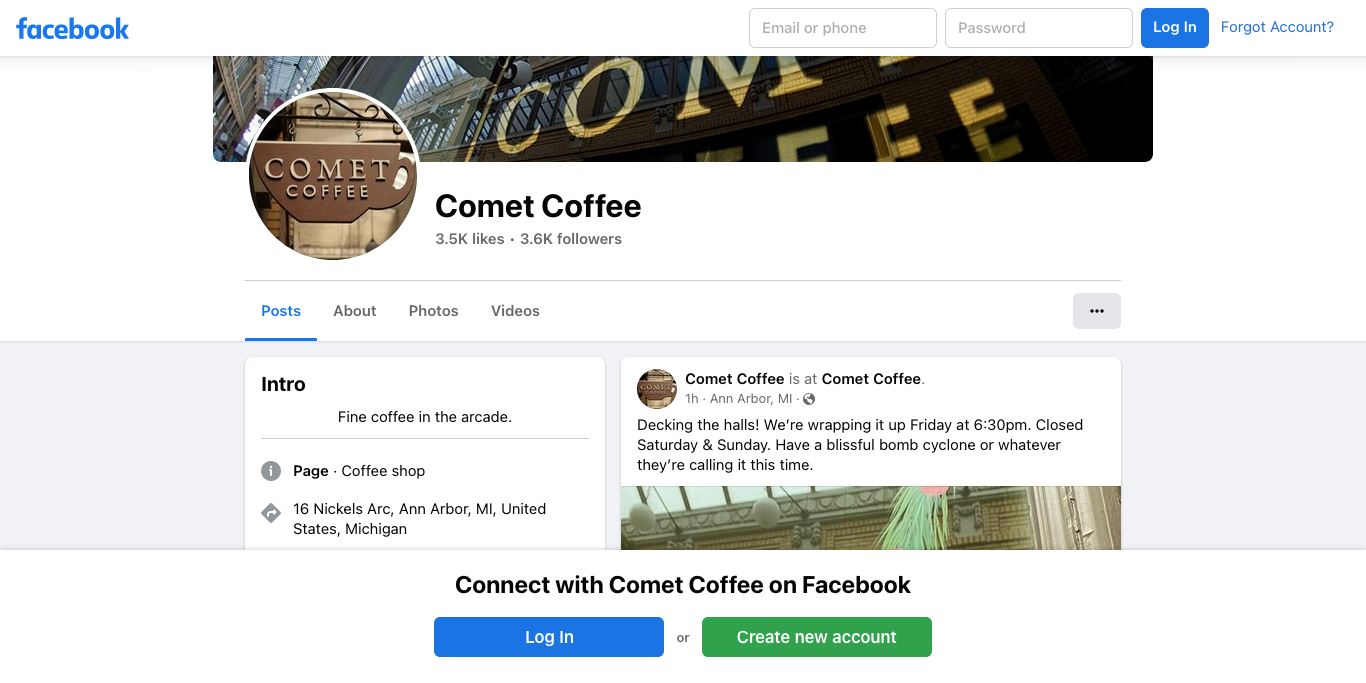 facebook
Email or phone
Password
Log In
Forgot Account?
COMET
COFFEE
COMET
COFFEE
Comet Coffee
3.5K likes • 3.6K followers
Posts
About
Photos
Videos
Intro
Fine coffee in the arcade.
Page · Coffee shop
16 Nickels Arc, Ann Arbor, MI, United
States, Michigan
COMET
Comet Coffee is at Comet Coffee.
1h · Ann Arbor, MI ·
Decking the halls! We’re wrapping it up Friday at 6:30pm. Closed
Saturday & Sunday. Have a blissful bomb cyclone or whatever
they’re calling it this time.
Connect with Comet Coffee on Facebook
Log In
or
Create new account